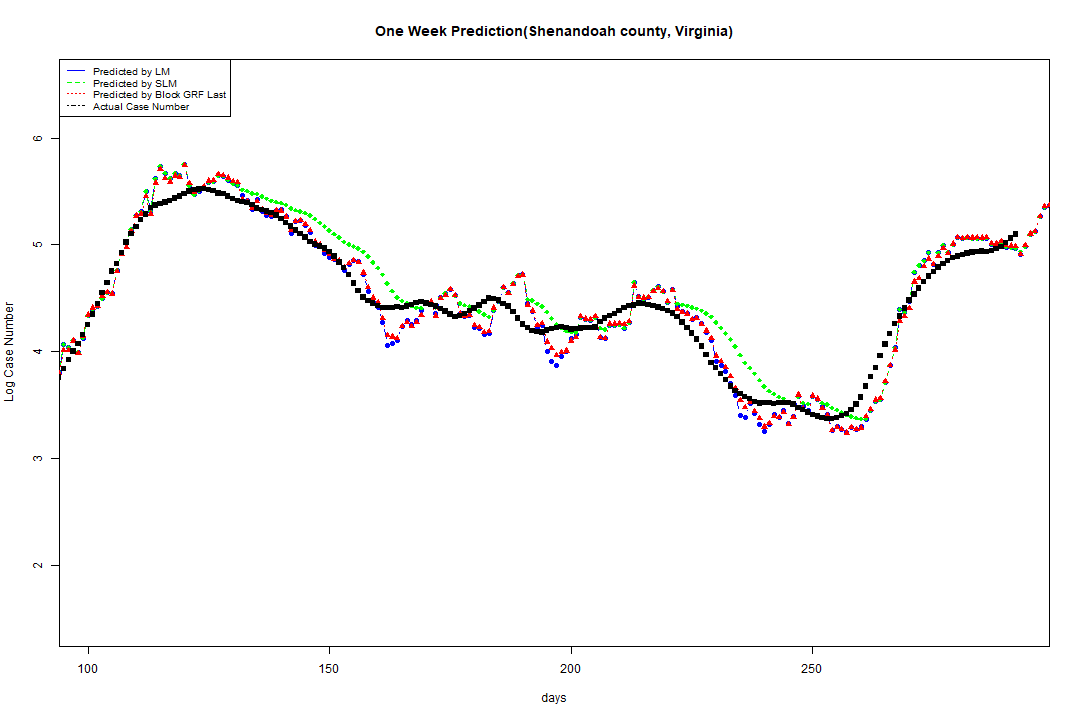 One Week Prediction(Shenandoah county, Virginia)
Predicted by LM
Predicted by SLM
Predicted by Block GRF Last
Actual Case Number
6
5
4
3
2
Log Case Number
100 150 200 250
days